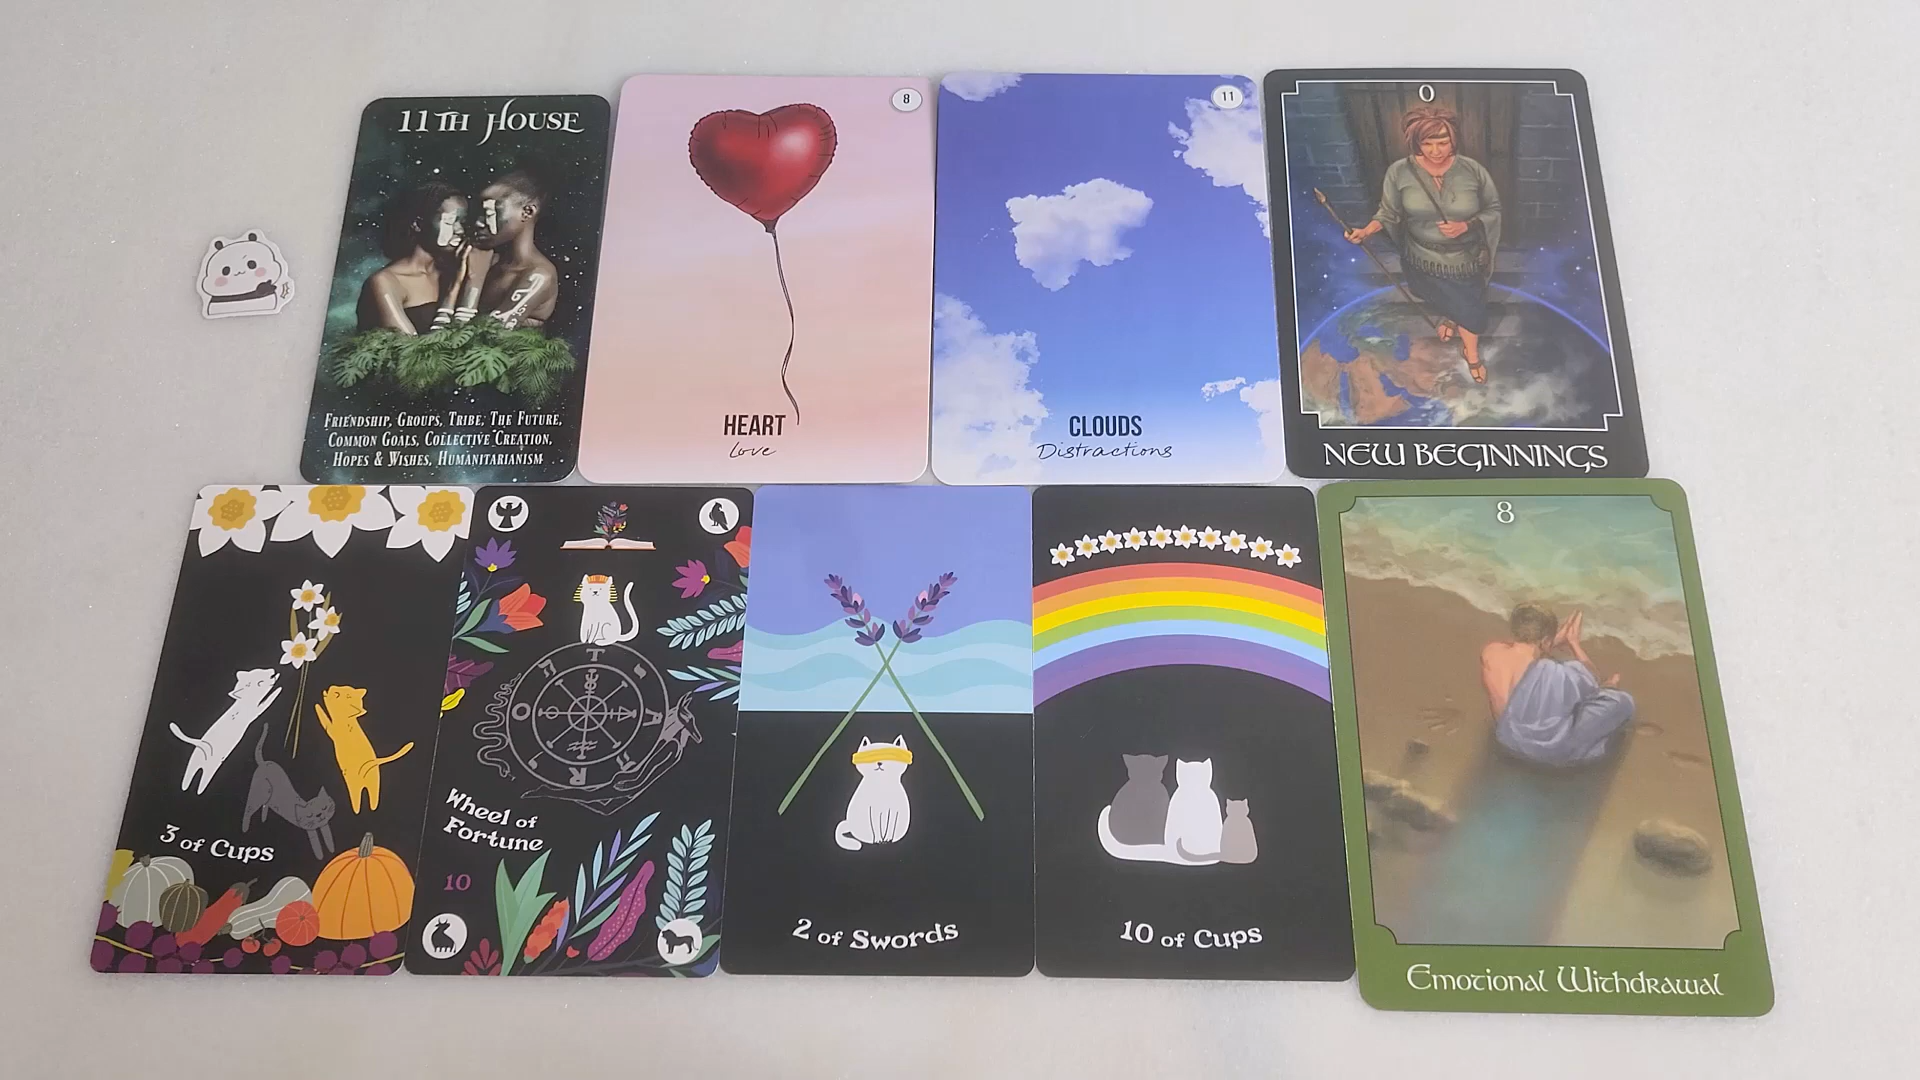 11TH HOUSE
FRIENDSHIP, GROUPS, TRIBE, THE FUTURE,
COMMON GOALS, COLLECTIVE CREATION,
HOPES & WISHES, HUMANITARIANISM
8
HEART
Love
11
CLOUDS
Distractions
0
NEW BEGINNINGS
3 of Cups
T
A
R
O
Wheel of
Fortune
10
2 of Swords
10 of Cups
8
Emotional Withdrawal